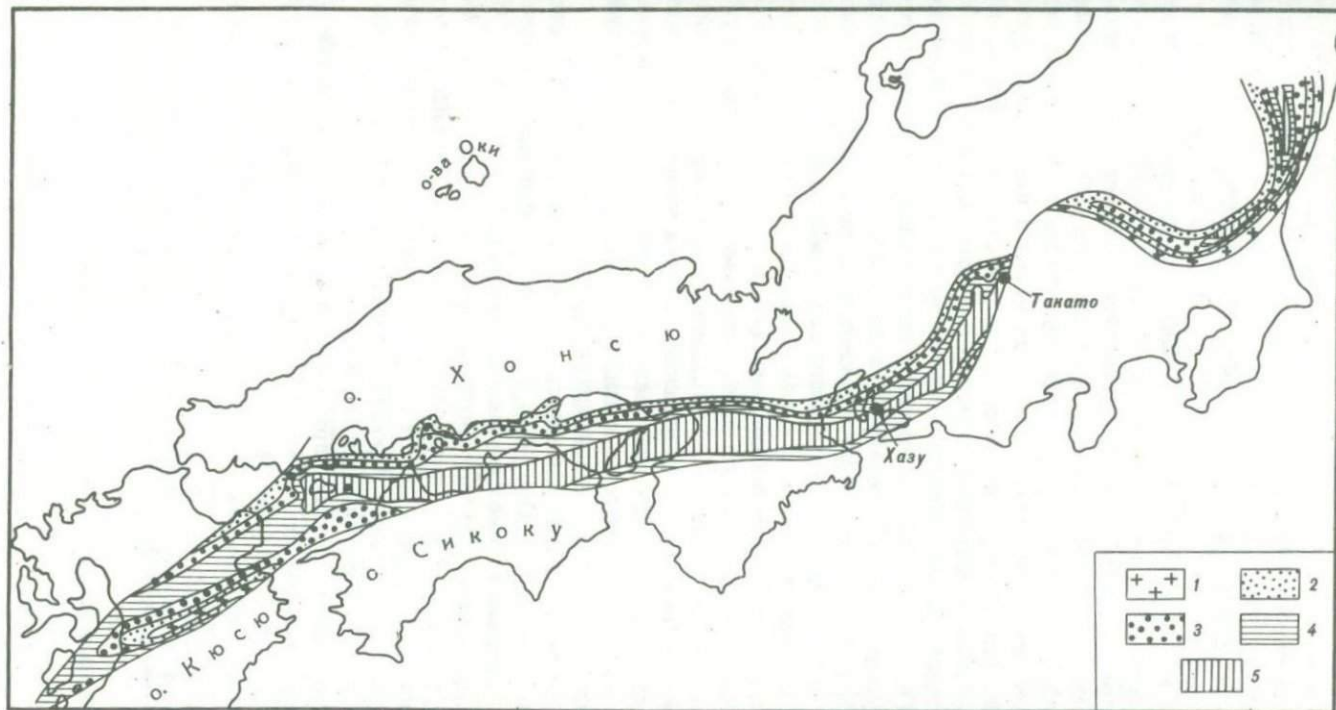 о-ва Оки
Такато
о. Хонсю
Хазу
о. Сикоку
о. Кюсю
1
2
3
4
5